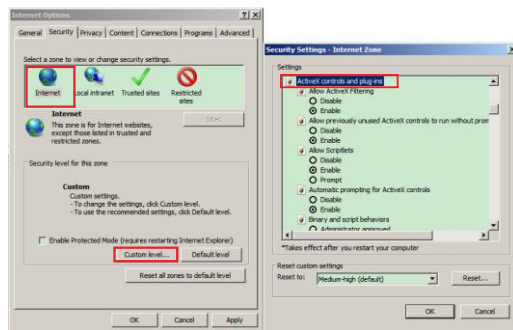 Internet Options
General Security Privacy Content Connections Programs Advanced
Select a zone to view or change security settings.
Internet Local intranet Trusted sites Restricted sites
Internet
This zone is for Internet websites,
except those listed in trusted and
restricted zones.
Sites
Security level for this zone
Custom
Custom settings.
- To change the settings, click Custom level.
- To use the recommended settings, click Default level.
Enable Protected Mode (requires restarting Internet Explorer)
Custom level... Default level
Reset all zones to default level
OK Cancel Apply
Security Settings - Internet Zone
Settings
ActiveX controls and plug-ins
Allow ActiveX Filtering
Disable
Enable
Allow previously unused ActiveX controls to run without prom
Disable
Enable
Allow Scriptlets
Disable
Enable
Prompt
Automatic prompting for ActiveX controls
Disable
Enable
Binary and script behaviors
Administrator approved
*Takes effect after you restart your computer
Reset custom settings
Reset to: Medium-high (default) Reset...
OK Cancel